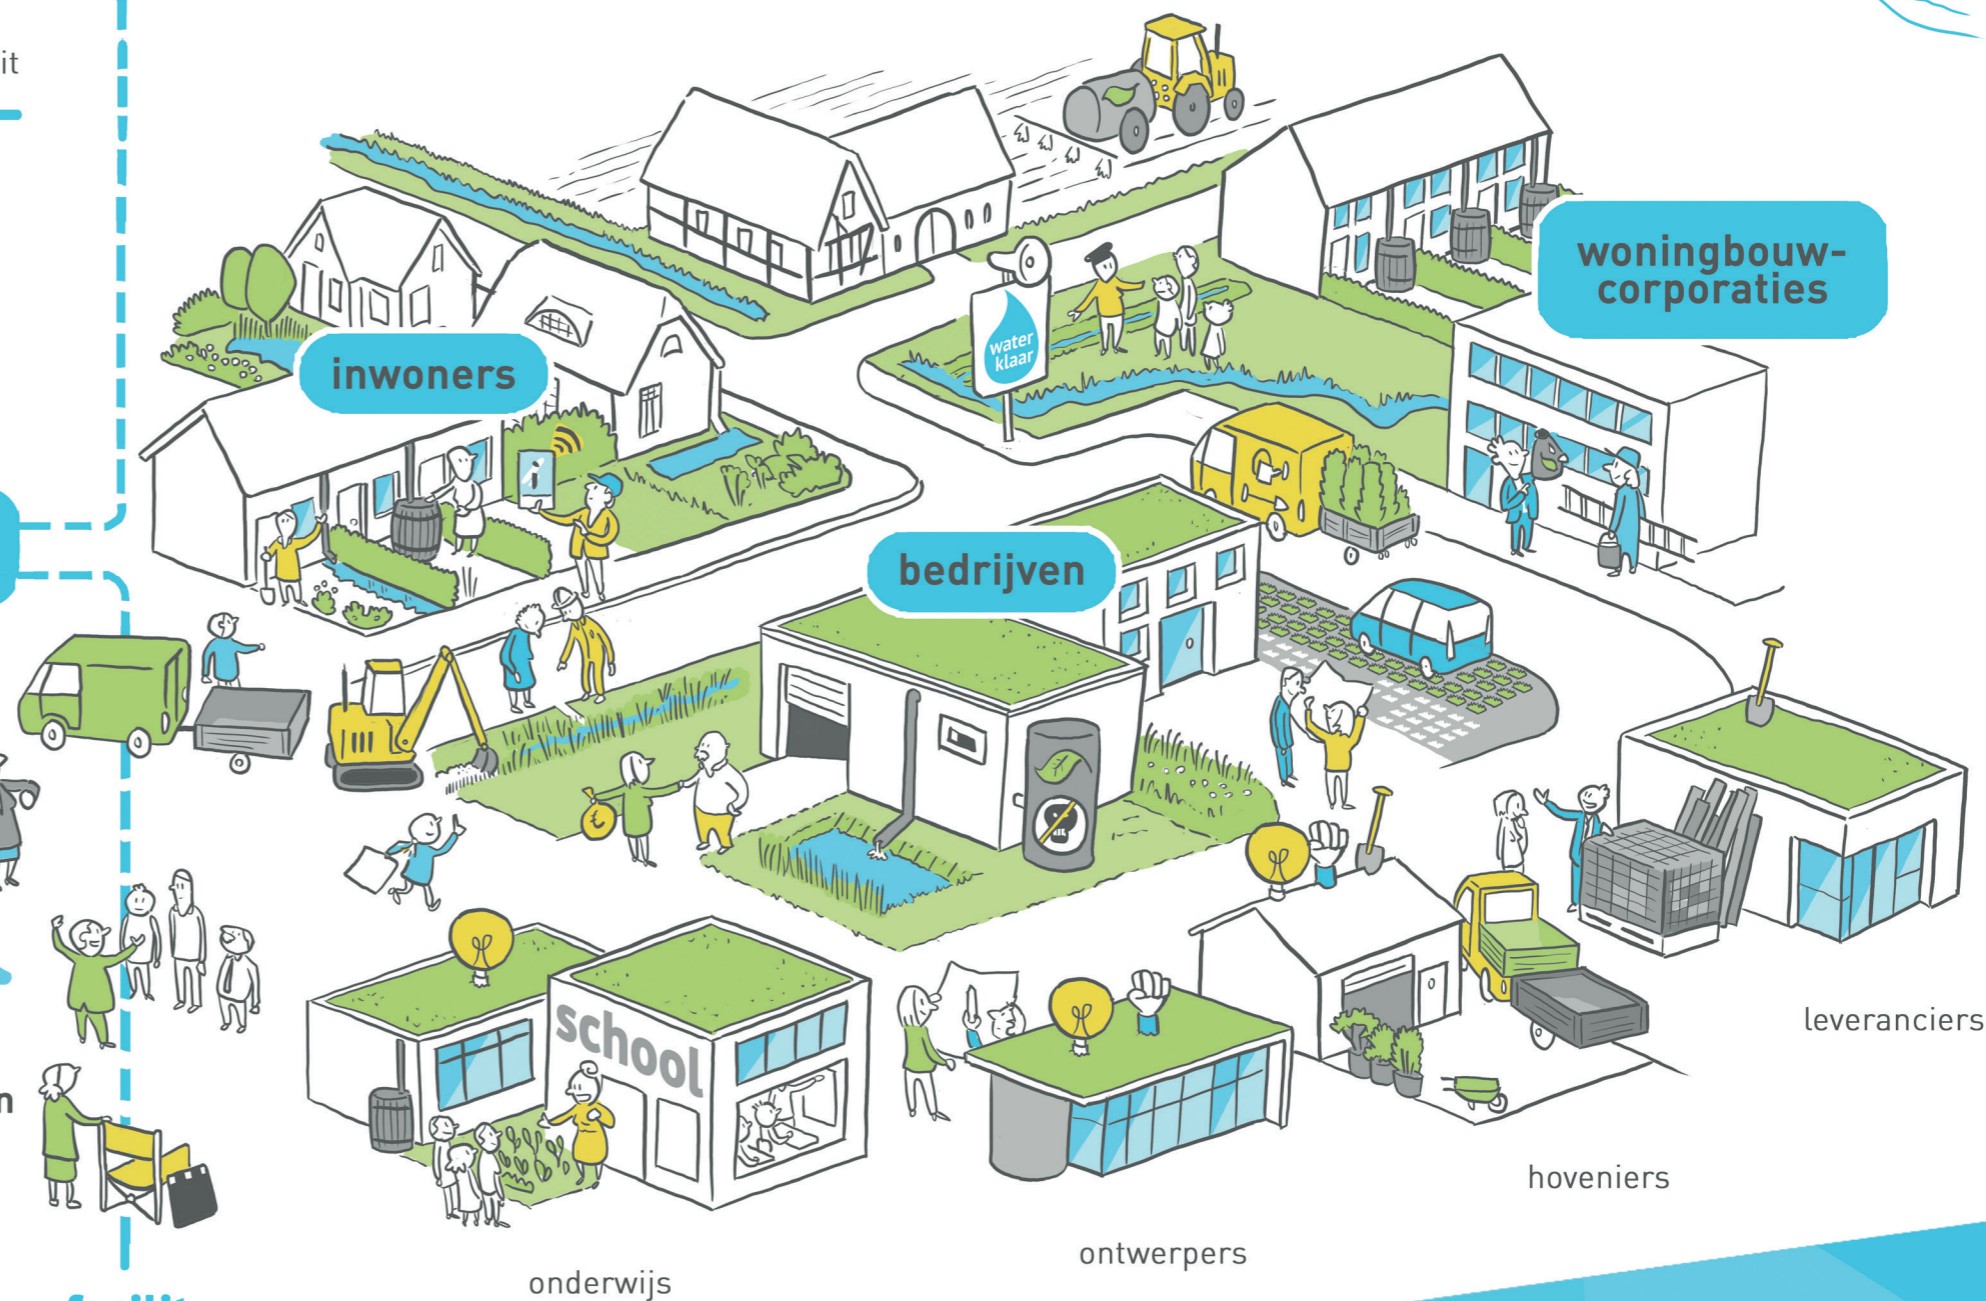 it
woningbouw-
corporaties
water
klaar
inwoners
i
bedrijven
school
leveranciers
n
hoveniers
ontwerpers
onderwijs